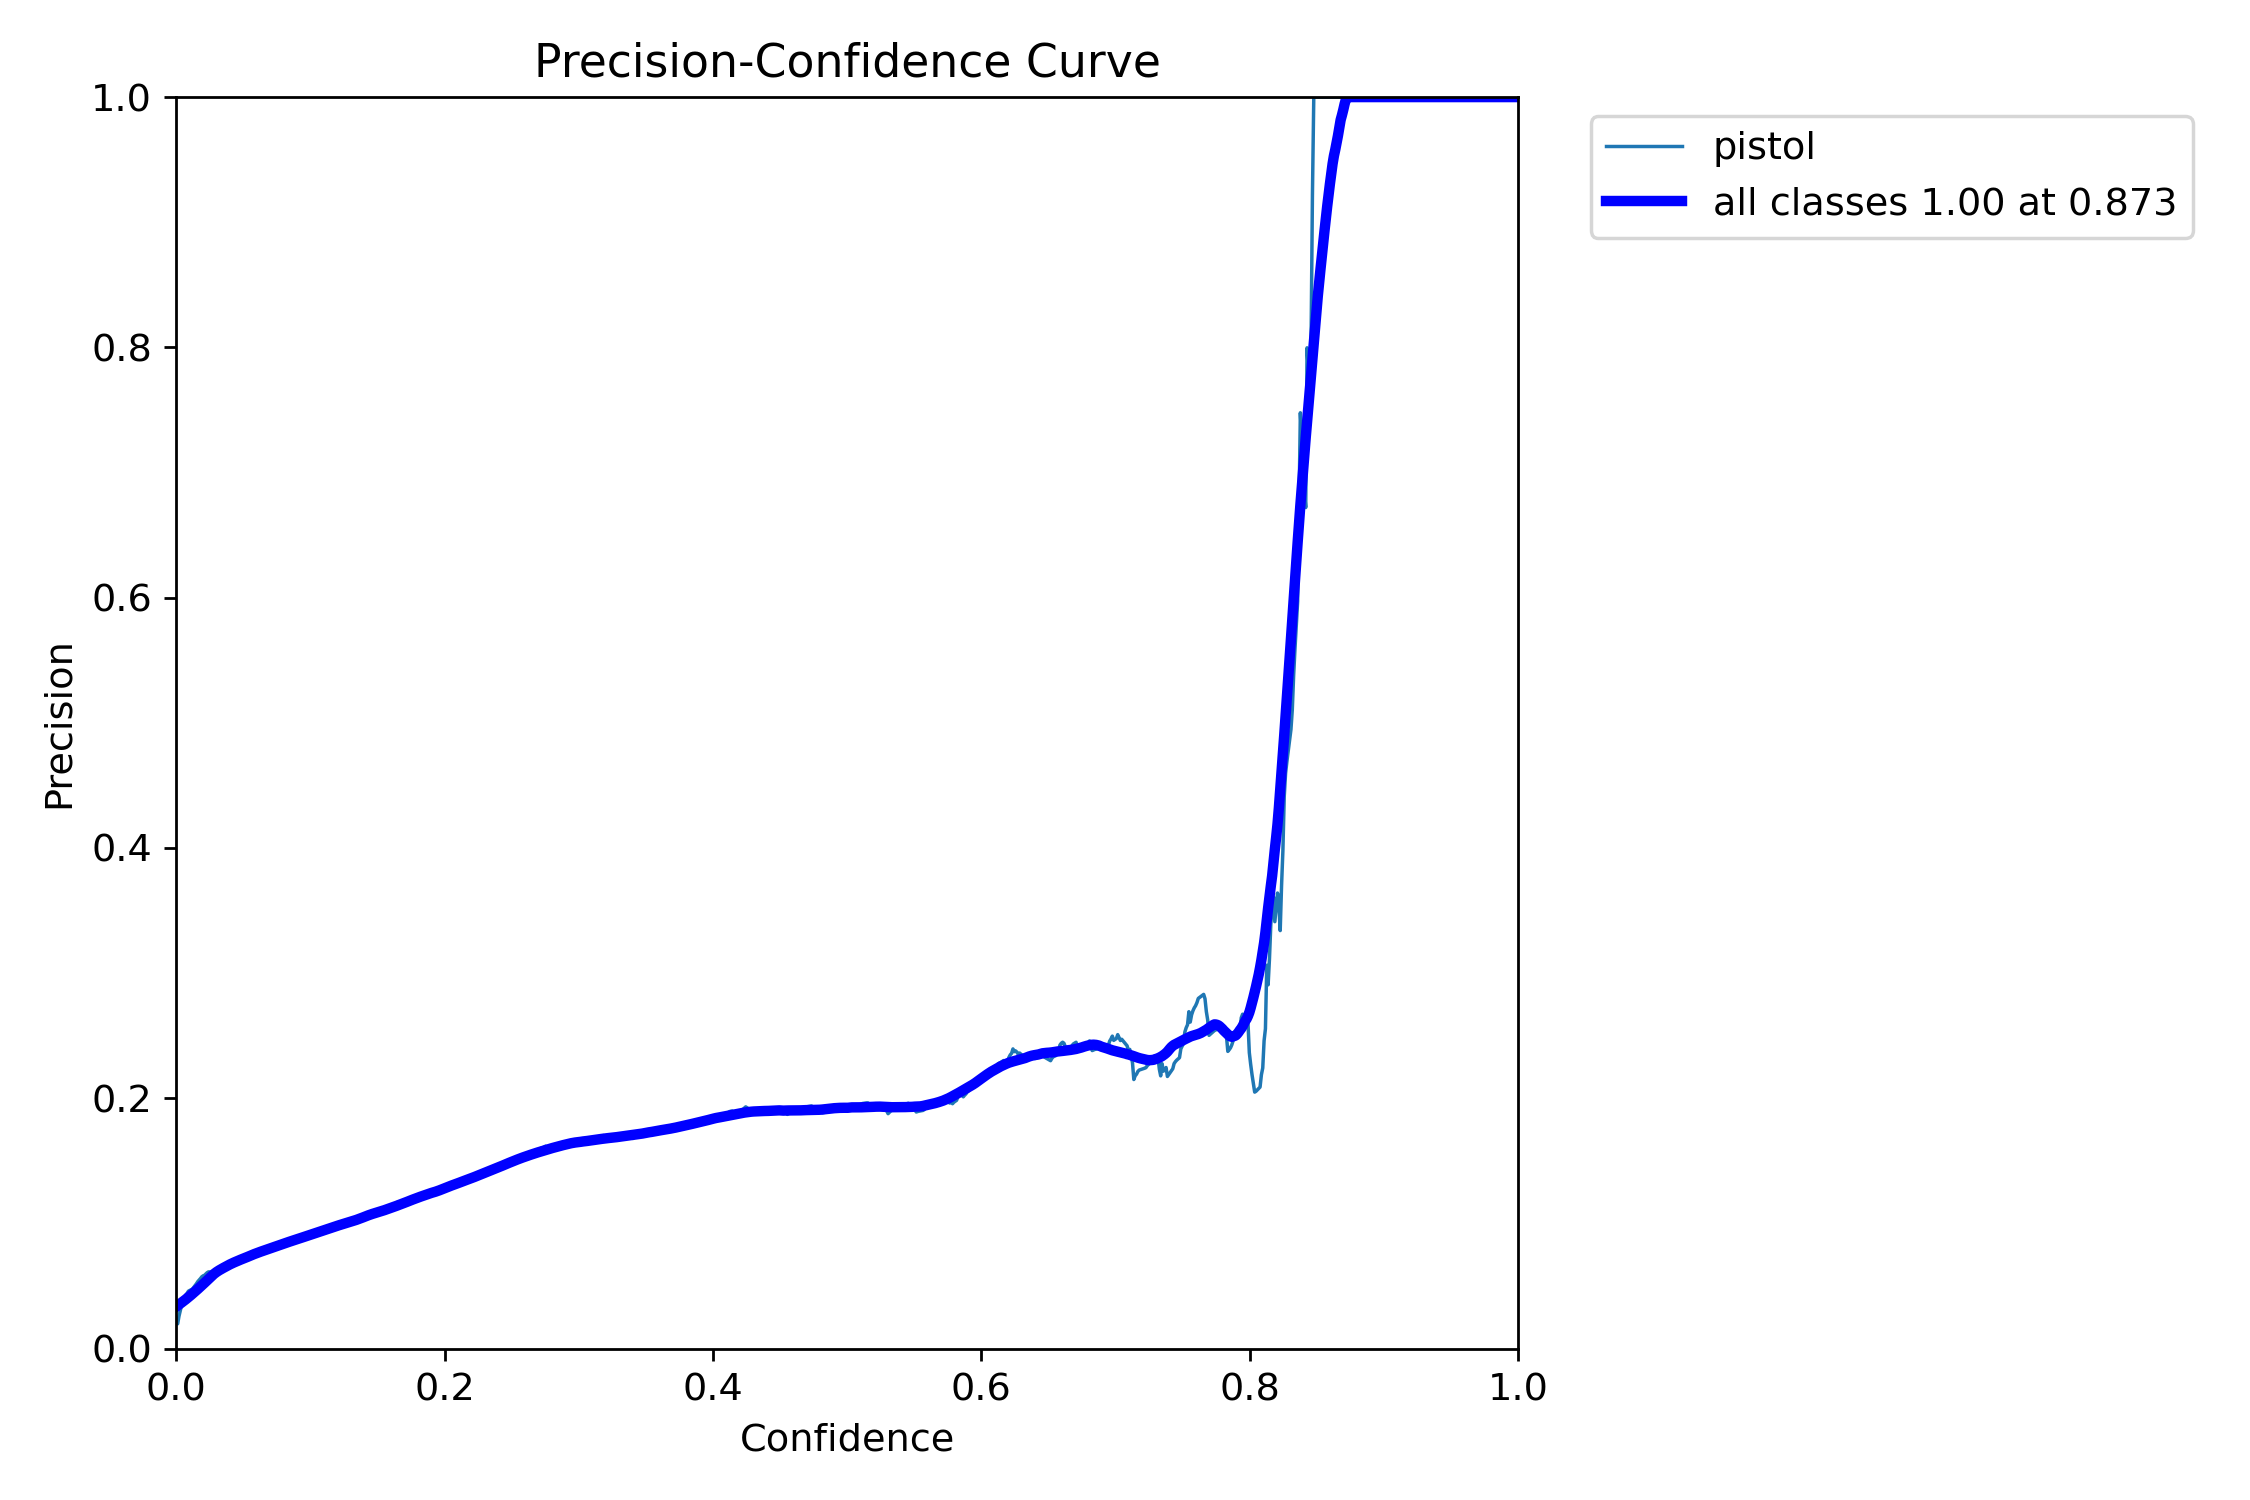 Precision-Confidence Curve
pistol
all classes 1.00 at 0.873
Precision
1.0
0.8
0.6
0.4
0.2
0.0
0.0 0.2 0.4 0.6 0.8 1.0
Confidence